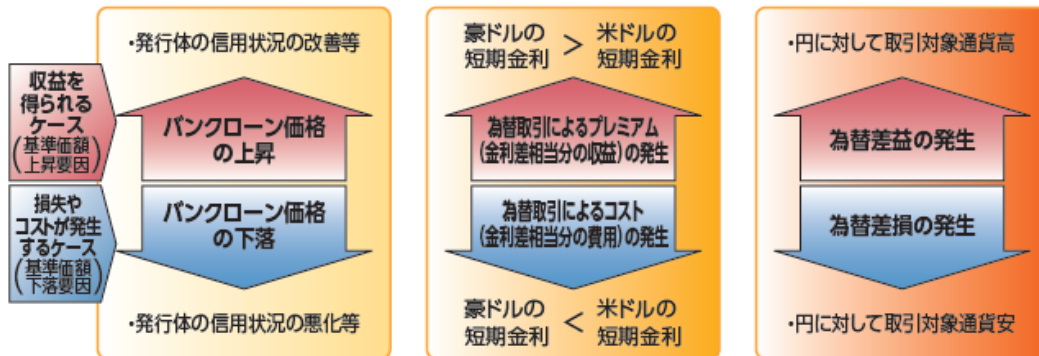 収益を
得られる
ケース
(基準価額
上昇要因)
損失や
コストが発生
するケース
(基準価額
下落要因)
・発行体の信用状況の改善等
バンクローン価格
の上昇
バンクローン価格
の下落
・発行体の信用状況の悪化等
豪ドルの
短期金利
>
米ドルの
短期金利
為替取引によるプレミアム
(金利差相当分の収益)の発生
為替取引によるコスト
(金利差相当分の費用)の発生
豪ドルの
短期金利
<
米ドルの
短期金利
・円に対して取引対象通貨高
為替差益の発生
為替差損の発生
・円に対して取引対象通貨安